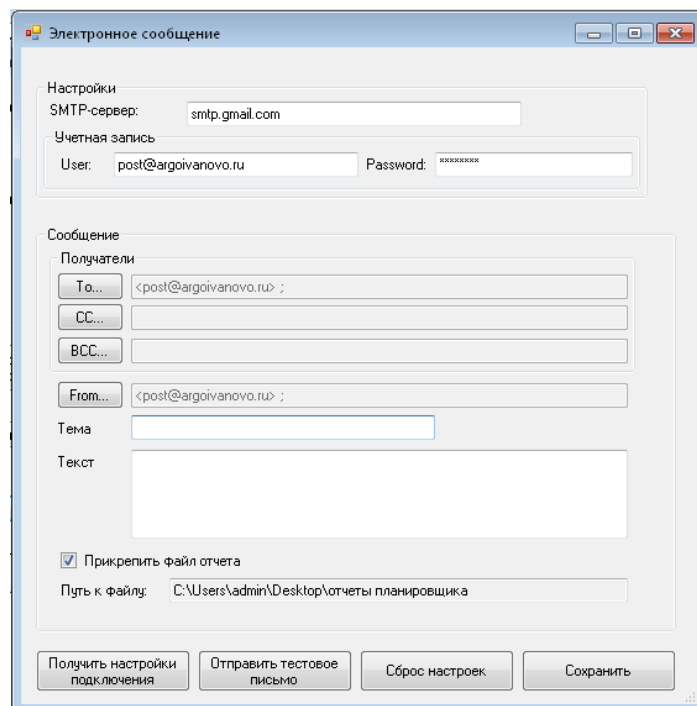 Электронное сообщение
Настройки
SMTP-сервер: smtp.gmail.com
Учетная запись
User: post@argoivanovo.ru Password: ********
Сообщение
Получатели
To... <post@argoivanovo.ru> ;
CC...
BCC...
From... <post@argoivanovo.ru> ;
Тема
Текст
Прикрепить файл отчета
Путь к файлу: C:\Users\admin\Desktop\отчеты планировщика
Получить настройки подключения
Отправить тестовое письмо
Сброс настроек
Сохранить